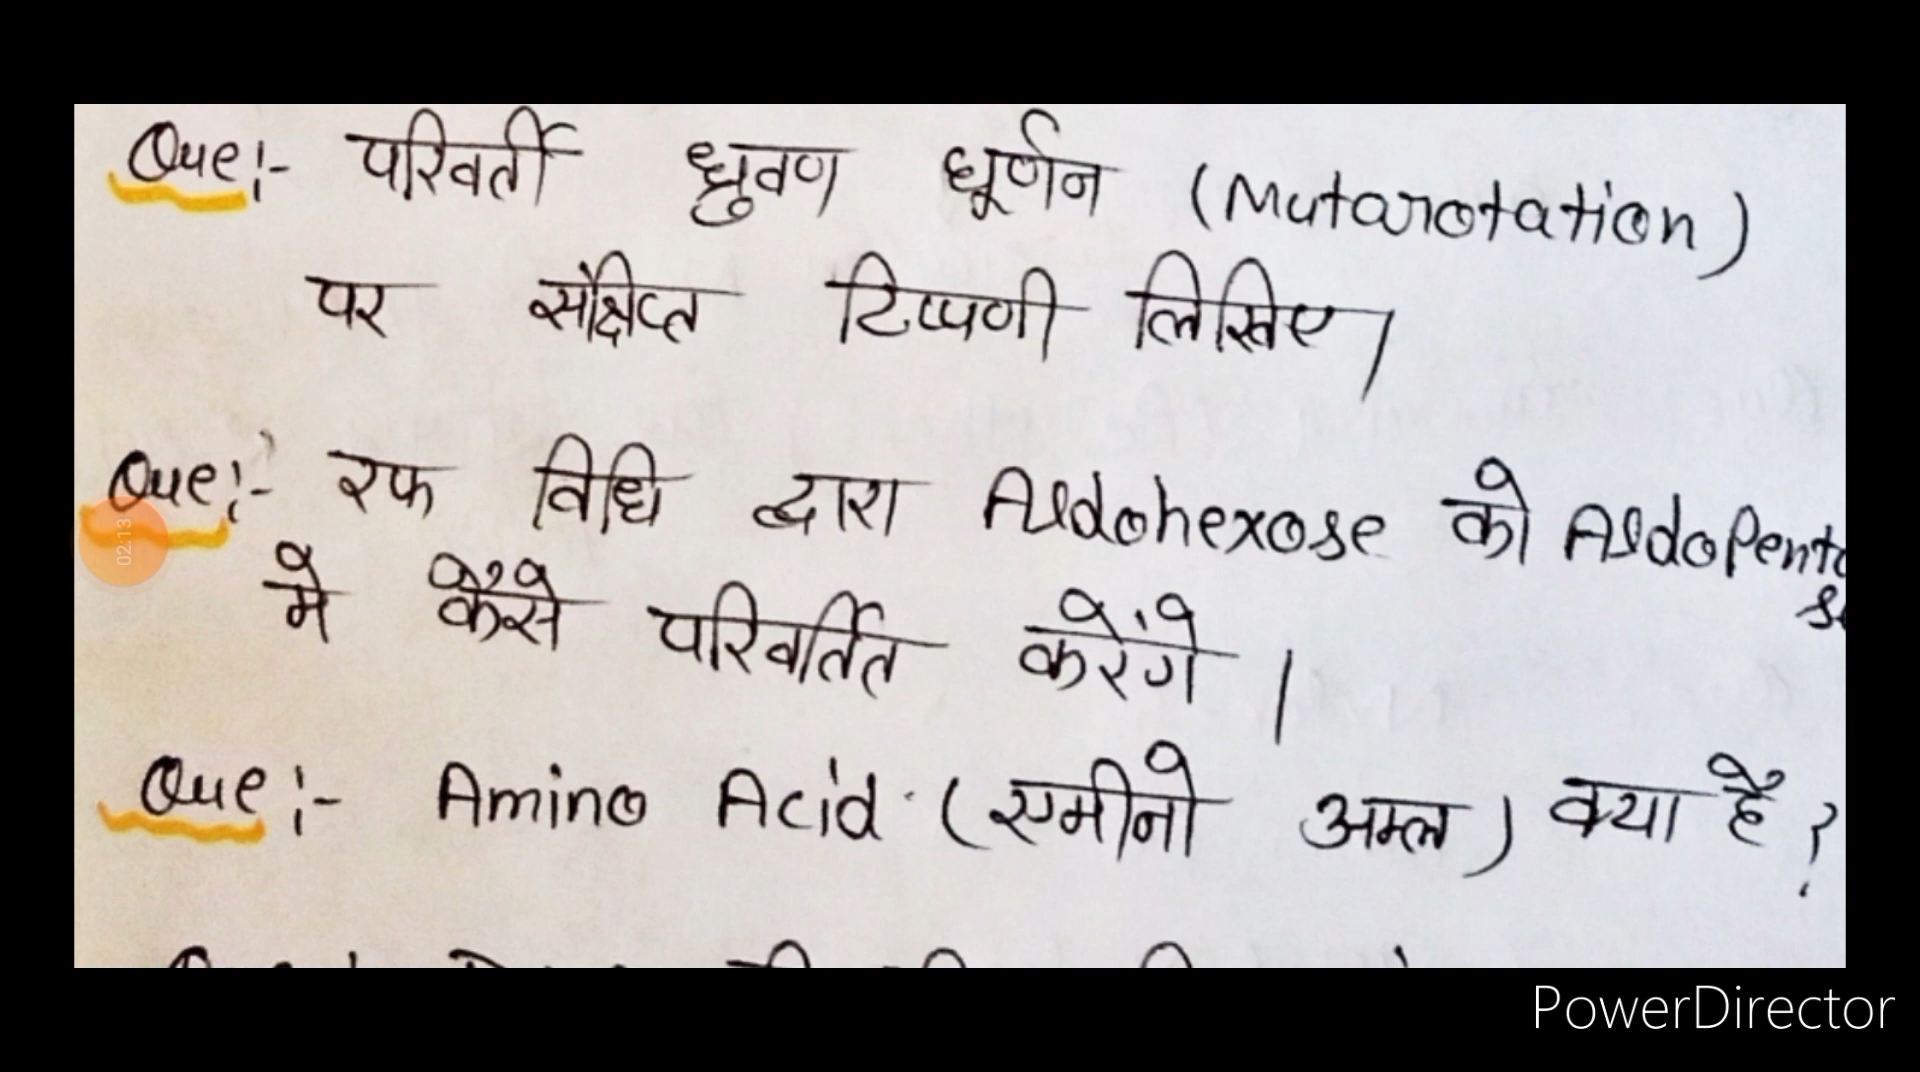 Que:- परिवर्ती ध्रुवण घूर्णन (Mutarotation)
पर संक्षिप्त टिप्पणी लिखिए।
Que:- रफ विधि द्वारा Aldohexose को Aldopento
02:13
मे कैसे परिवर्तित करेंगे।
Que:- Amino Acid (एमीनो अम्ल) क्या है?
PowerDirector